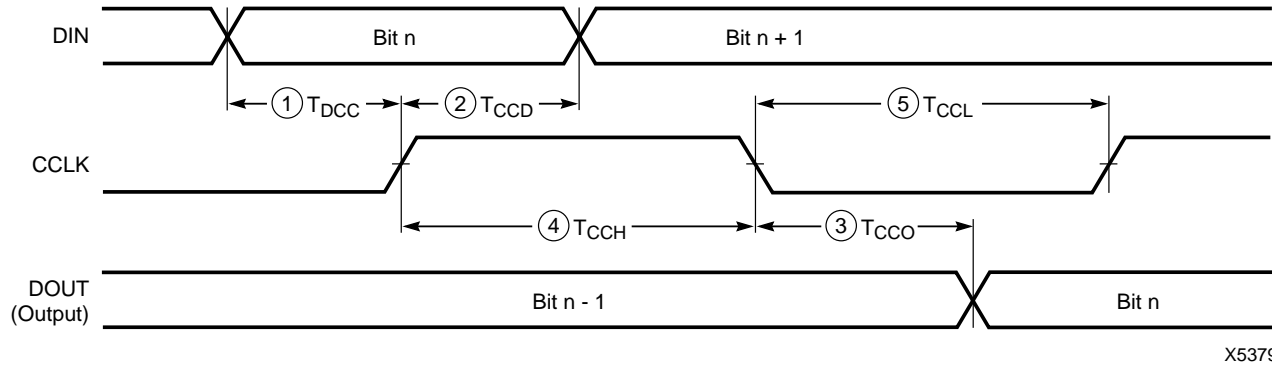 DIN
Bit n
Bit n + 1
1 TDCC
2 TCCD
5 TCCL
CCLK
4 TCCH
3 TCCO
DOUT
(Output)
Bit n - 1
Bit n
X5379